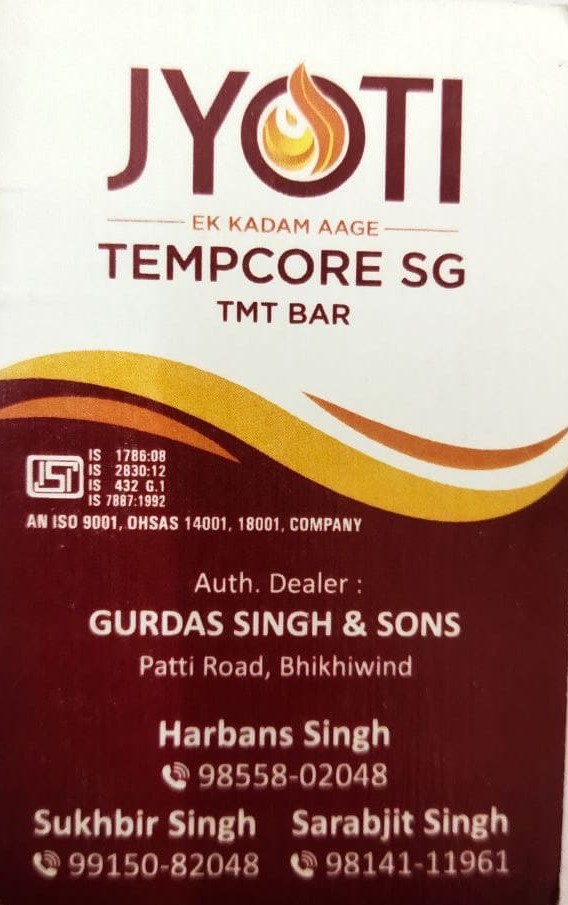 JYOTI
EK KADAM AAGE
TEMPCORE SG
TMT BAR
ISI
IS 1786:08
IS 2830:12
IS 432 G.1
IS 7887:1992
AN ISO 9001, OHSAS 14001, 18001, COMPANY
Auth. Dealer :
GURDAS SINGH & SONS
Patti Road, Bhikhiwind
Harbans Singh
98558-02048
Sukhbir Singh Sarabjit Singh
99150-82048 98141-11961